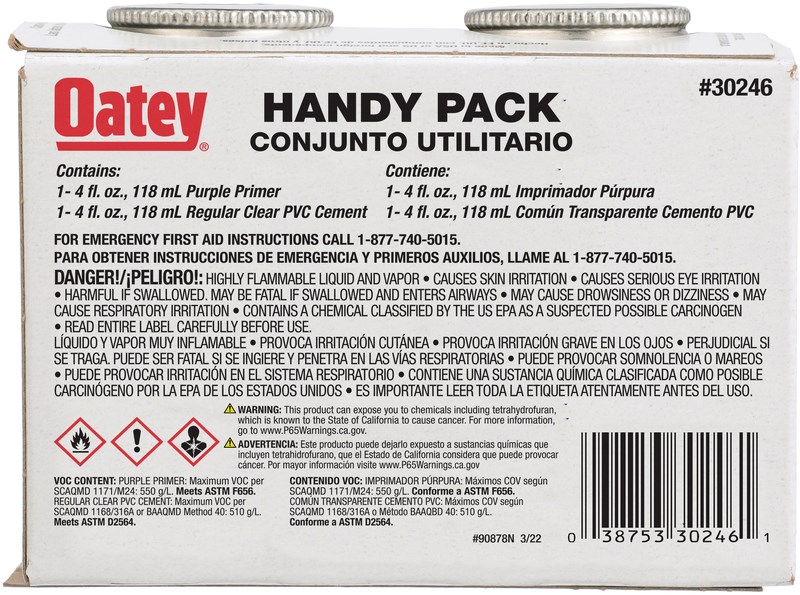 Oatey®
HANDY PACK
CONJUNTO UTILITARIO
#30246
Contains:
1- 4 fl. oz., 118 mL Purple Primer
1- 4 fl. oz., 118 mL Regular Clear PVC Cement
Contiene:
1- 4 fl. oz., 118 mL Imprimador Púrpura
1- 4 fl. oz., 118 mL Común Transparente Cemento PVC
FOR EMERGENCY FIRST AID INSTRUCTIONS CALL 1-877-740-5015.
PARA OBTENER INSTRUCCIONES DE EMERGENCIA Y PRIMEROS AUXILIOS, LLAME AL 1-877-740-5015.
DANGER!/¡PELIGRO!: HIGHLY FLAMMABLE LIQUID AND VAPOR • CAUSES SKIN IRRITATION • CAUSES SERIOUS EYE IRRITATION
• HARMFUL IF SWALLOWED. MAY BE FATAL IF SWALLOWED AND ENTERS AIRWAYS • MAY CAUSE DROWSINESS OR DIZZINESS • MAY
CAUSE RESPIRATORY IRRITATION • CONTAINS A CHEMICAL CLASSIFIED BY THE US EPA AS A SUSPECTED POSSIBLE CARCINOGEN
• READ ENTIRE LABEL CAREFULLY BEFORE USE.
LÍQUIDO Y VAPOR MUY INFLAMABLE • PROVOCA IRRITACIÓN CUTÁNEA • PROVOCA IRRITACIÓN GRAVE EN LOS OJOS • PERJUDICIAL SI
SE TRAGA. PUEDE SER FATAL SI SE INGIERE Y PENETRA EN LAS VÍAS RESPIRATORIAS • PUEDE PROVOCAR SOMNOLENCIA O MAREOS
• PUEDE PROVOCAR IRRITACIÓN EN EL SISTEMA RESPIRATORIO • CONTIENE UNA SUSTANCIA QUÍMICA CLASIFICADA COMO POSIBLE
CARCINÓGENO POR LA EPA DE LOS ESTADOS UNIDOS • ES IMPORTANTE LEER TODA LA ETIQUETA ATENTAMENTE ANTES DEL USO.
WARNING: This product can expose you to chemicals including tetrahydrofuran,
which is known to the State of California to cause cancer. For more information,
go to www.P65Warnings.ca.gov.
ADVERTENCIA: Este producto puede dejarlo expuesto a sustancias químicas que
incluyen tetrahidrofurano, que el Estado de California considera que puede provocar
cáncer. Por mayor información visite www.P65Warnings.ca.gov
VOC CONTENT: PURPLE PRIMER: Maximum VOC per
SCAQMD 1171/M24: 550 g/L. Meets ASTM F656.
REGULAR CLEAR PVC CEMENT: Maximum VOC per
SCAQMD 1168/316A or BAAQMD Method 40: 510 g/L.
Meets ASTM D2564.
CONTENIDO VOC: IMPRIMADOR PÚRPURA: Máximos COV según
SCAQMD 1171/M24: 550 g/L. Conforme a ASTM F656.
COMÚN TRANSPARENTE CEMENTO PVC: Máximos COV según
SCAQMD 1168/316A o Método BAAQBD 40: 510 g/L.
Conforme a ASTM D2564.
#90878N 3/22
0 38753 30246 1